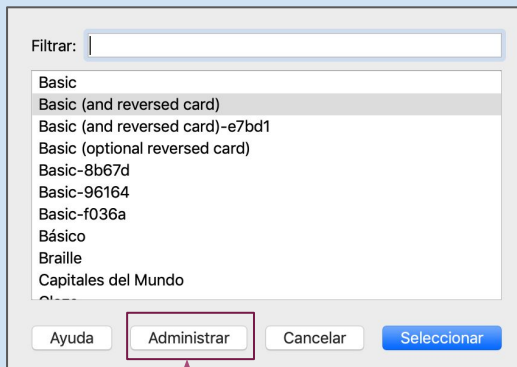 Filtrar:
Basic
Basic (and reversed card)
Basic (and reversed card)-e7bd1
Basic (optional reversed card)
Basic-8b67d
Basic-96164
Basic-f036a
Básico
Braille
Capitales del Mundo
Ayuda Administrar Cancelar Seleccionar